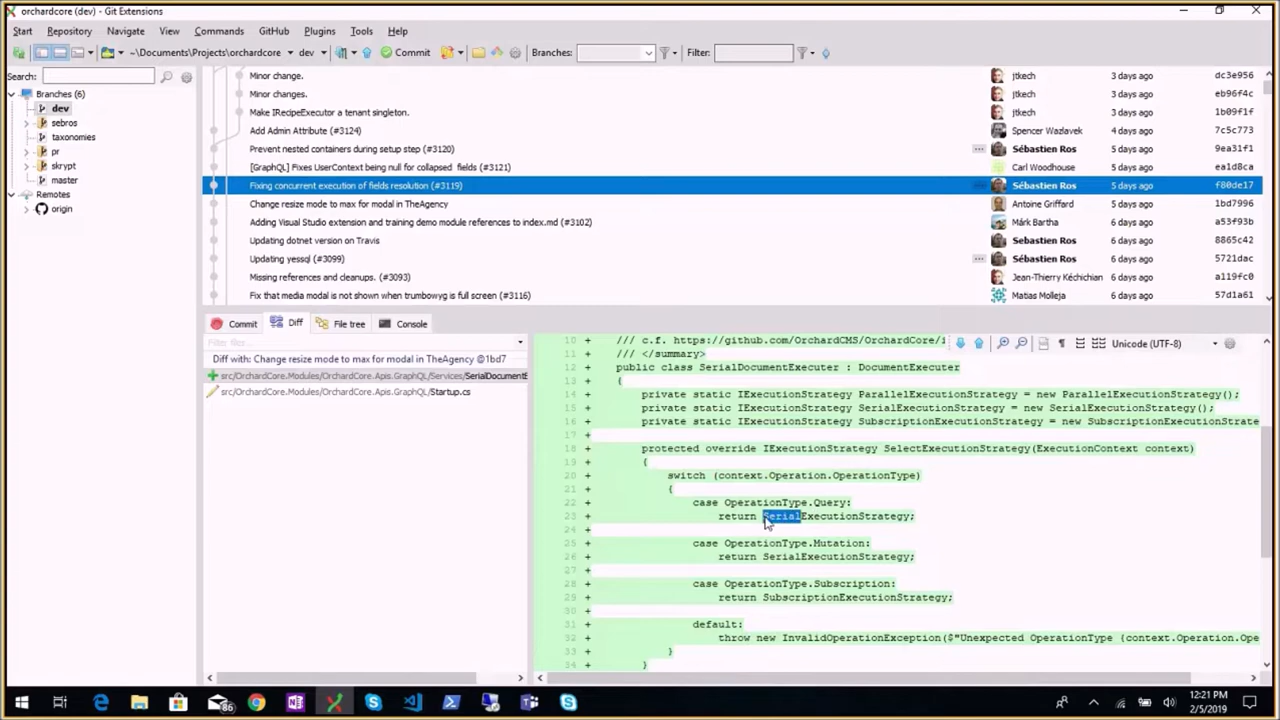 orchardcore (dev) - Git Extensions
Start Repository Navigate View Commands GitHub Plugins Tools Help
~\Documents\Projects\orchardcore dev Commit Branches: Filter:
Search:
Branches (6)
dev
sebros
taxonomies
pr
skrypt
master
Remotes
origin
Minor change. jtkech 3 days ago dc3e956
Minor changes. jtkech 3 days ago eb96f4c
Make IRecipeExecutor a tenant singleton. jtkech 3 days ago 1b09f1f
Add Admin Attribute (#3124) Spencer Wazlavek 4 days ago 7c5c773
Prevent nested containers during setup step (#3120) Sébastien Ros 4 days ago 9ea31f1
[GraphQL] Fixes UserContext being null for collapsed fields (#3121) Carl Woodhouse 5 days ago ea1d8ca
Fixing concurrent execution of fields resolution (#3119) Sébastien Ros 5 days ago f80de17
Change resize mode to max for modal in TheAgency Antoine Griffard 5 days ago 1bd7996
Adding Visual Studio extension and training demo module references to index.md (#3102) Márk Bartha 6 days ago a53f93b
Updating dotnet version on Travis Sébastien Ros 6 days ago 8865c42
Updating yessql (#3099) Sébastien Ros 6 days ago 5721dac
Missing references and cleanups. (#3093) Jean-Thierry Kéchichian 6 days ago a119fc0
Fix that media modal is not shown when trumbowyg is full screen (#3116) Matias Molleja 6 days ago 57d1a61
Commit Diff File tree Console
Filter files...
Diff with: Change resize mode to max for modal in TheAgency @1bd7
src/OrchardCore.Modules/OrchardCore.Apis.GraphQL/Services/SerialDocumentE
src/OrchardCore.Modules/OrchardCore.Apis.GraphQL/Startup.cs
Unicode (UTF-8)
10 + /// c.f. https://github.com/OrchardCMS/OrchardCore/i
11 + /// </summary>
12 + public class SerialDocumentExecuter : DocumentExecuter
13 + {
14 + private static IExecutionStrategy ParallelExecutionStrategy = new ParallelExecutionStrategy();
15 + private static IExecutionStrategy SerialExecutionStrategy = new SerialExecutionStrategy();
16 + private static IExecutionStrategy SubscriptionExecutionStrategy = new SubscriptionExecutionStrate
17 +
18 + protected override IExecutionStrategy SelectExecutionStrategy(ExecutionContext context)
19 + {
20 + switch (context.Operation.OperationType)
21 + {
22 + case OperationType.Query:
23 + return SerialExecutionStrategy;
24 +
25 + case OperationType.Mutation:
26 + return SerialExecutionStrategy;
27 +
28 + case OperationType.Subscription:
29 + return SubscriptionExecutionStrategy;
30 +
31 + default:
32 + throw new InvalidOperationException($"Unexpected OperationType {context.Operation.Ope
33 + }
34 + }
86
12:21 PM
2/5/2019